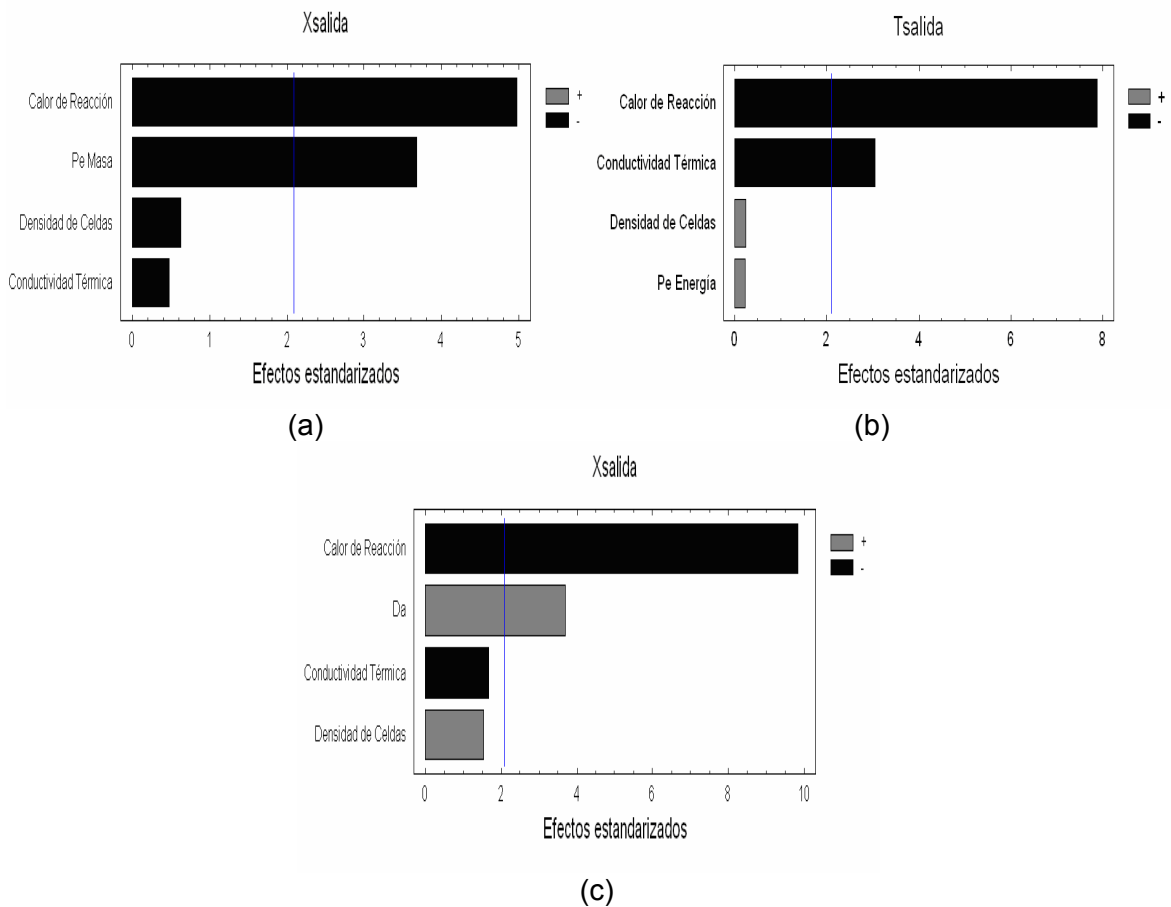 Xsalida
Calor de Reacción
Pe Masa
Densidad de Celdas
Conductividad Térmica
0 1 2 3 4 5
Efectos estandarizados
+
-
(a)
Tsalida
Calor de Reacción
Conductividad Térmica
Densidad de Celdas
Pe Energía
0 2 4 6 8
Efectos estandarizados
+
-
(b)
Xsalida
Calor de Reacción
Da
Conductividad Térmica
Densidad de Celdas
0 2 4 6 8 10
Efectos estandarizados
+
-
(c)